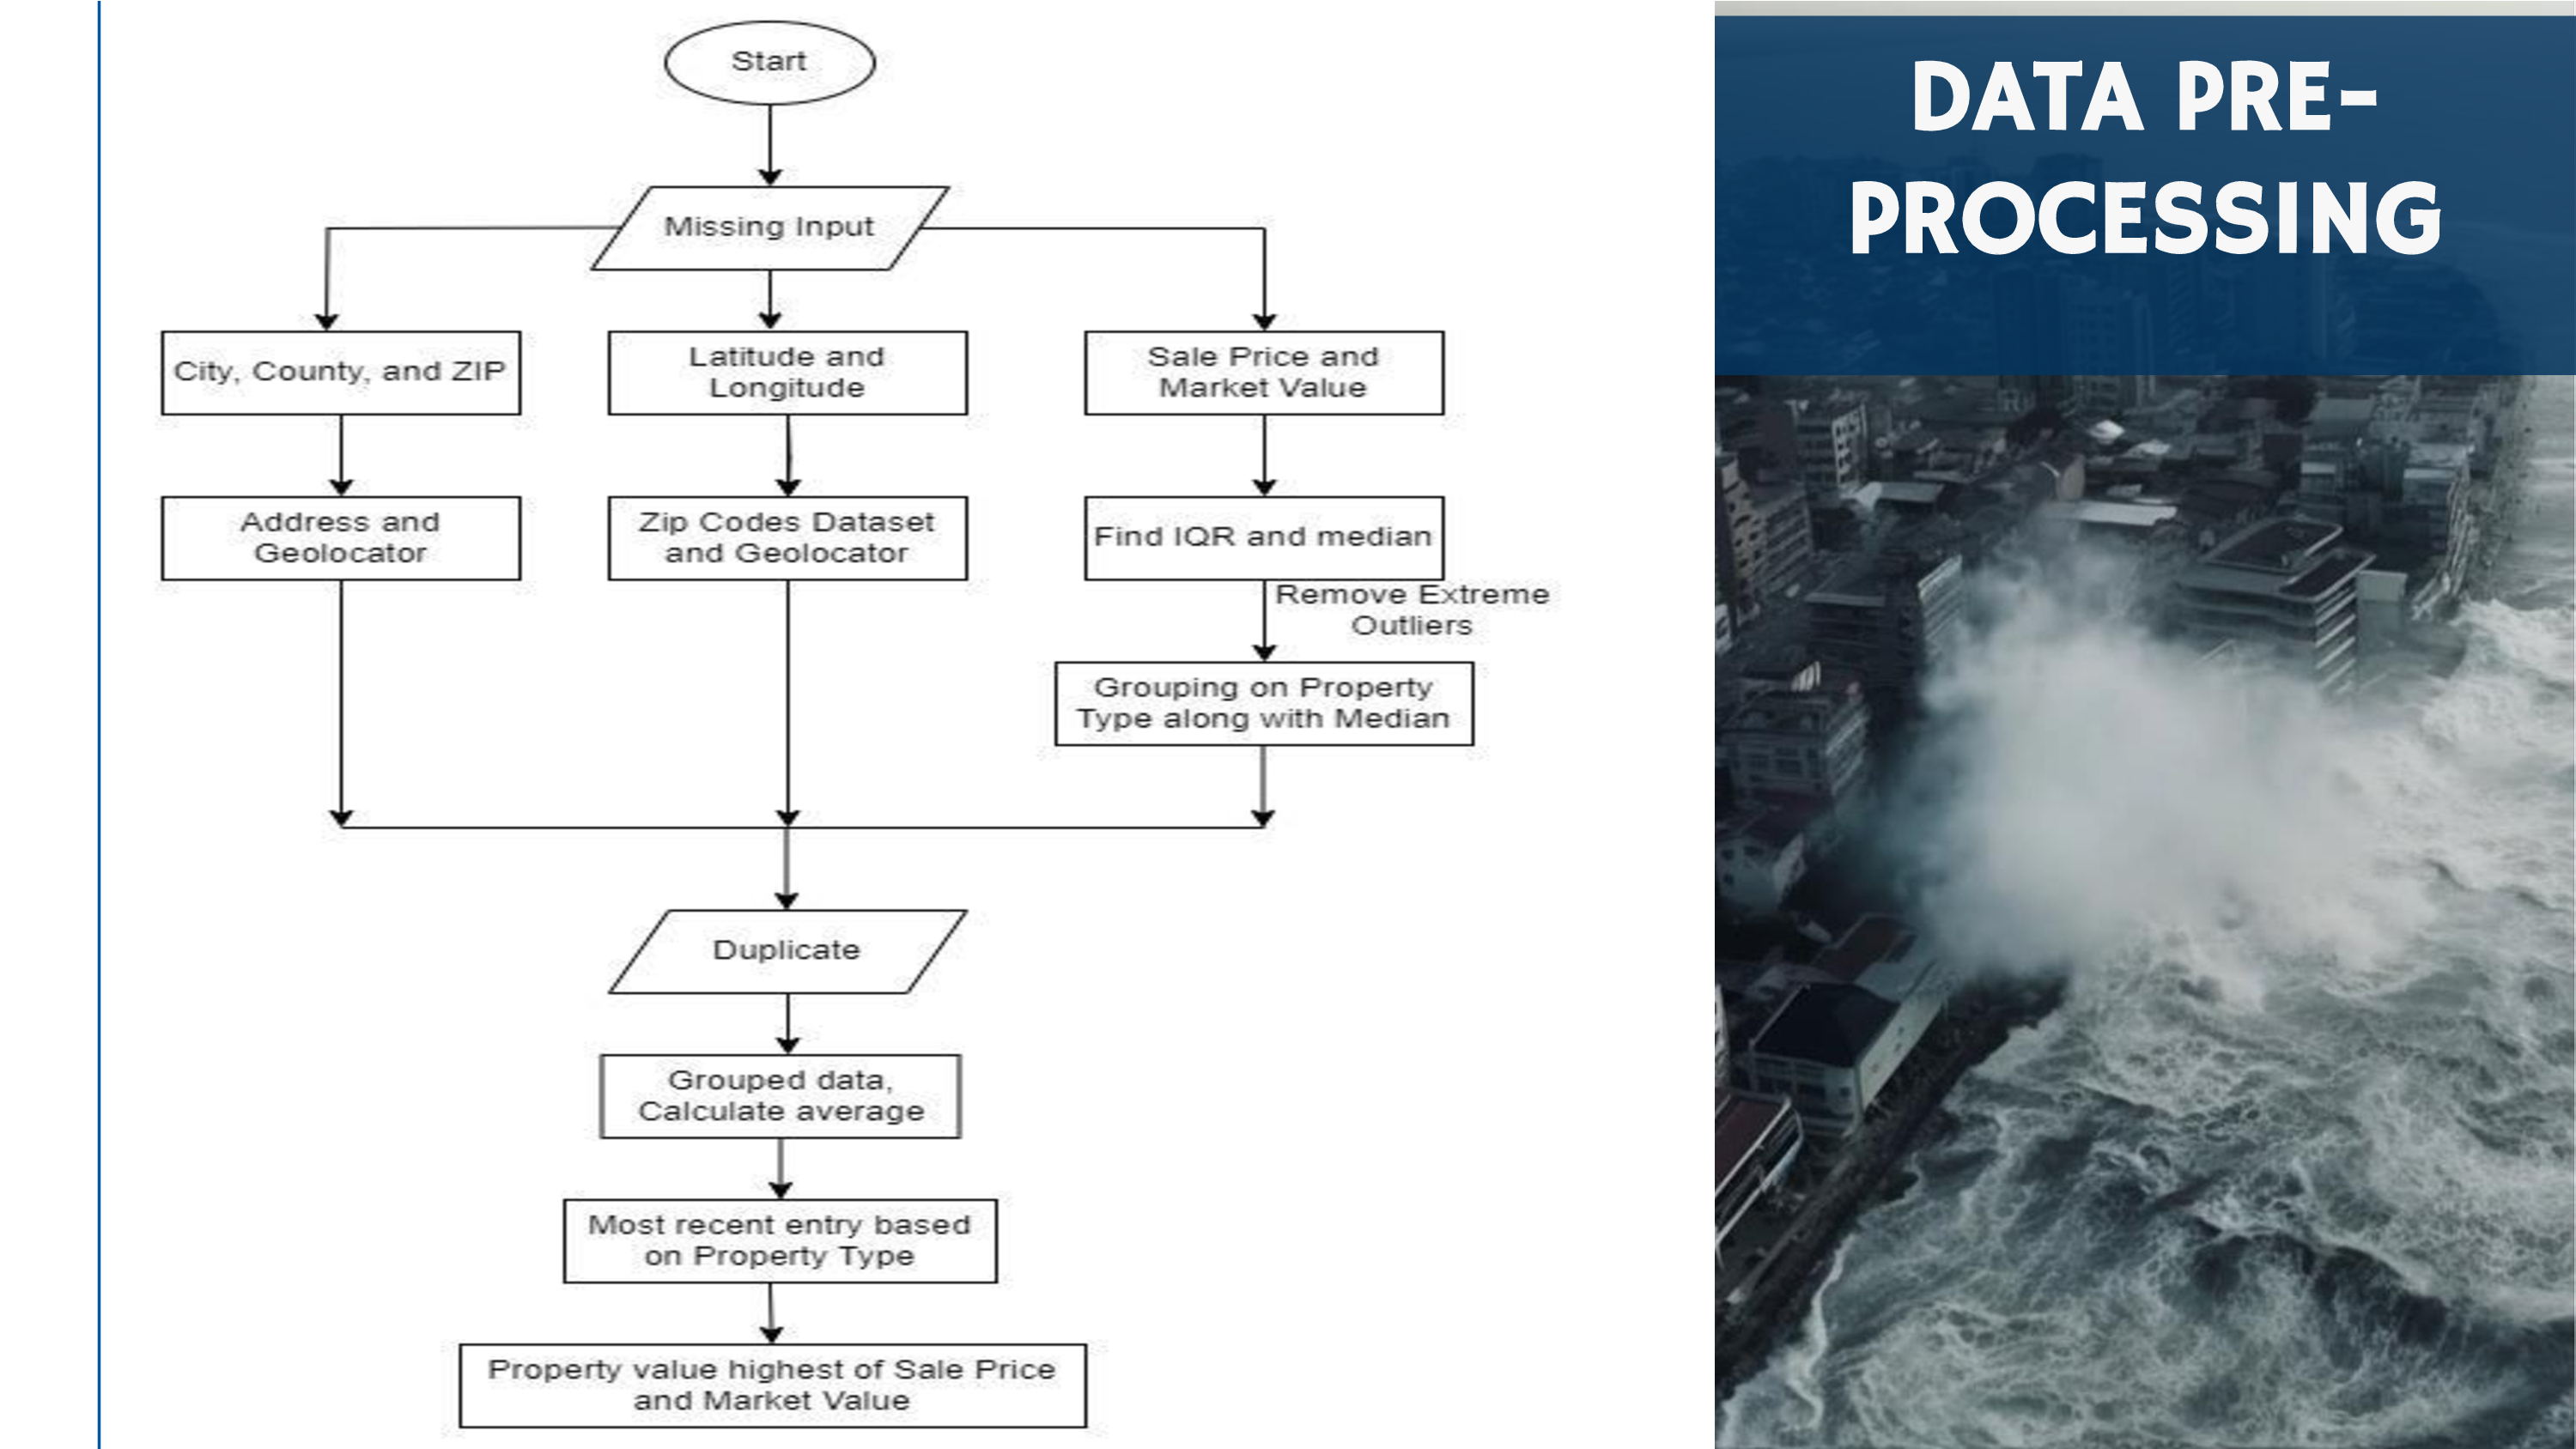 DATA PRE-
PROCESSING
Start
Missing Input
City, County, and ZIP
Latitude and
Longitude
Sale Price and
Market Value
Address and
Geolocator
Zip Codes Dataset
and Geolocator
Find IQR and median
Remove Extreme
Outliers
Grouping on Property
Type along with Median
Duplicate
Grouped data,
Calculate average
Most recent entry based
on Property Type
Property value highest of Sale Price
and Market Value